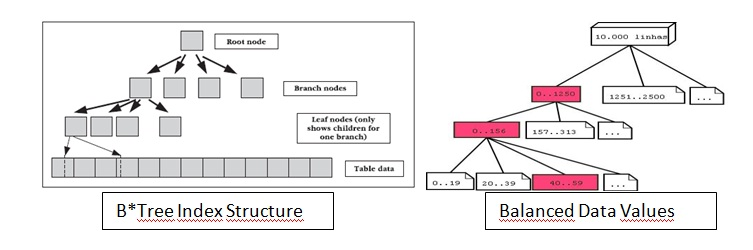 Root node
Branch nodes
Leaf nodes (only
shows children for
one branch)
Table data
B*Tree Index Structure
10.000 linhas
0..1250
1251..2500
...
0..156
157..313
...
0..19
20..39
40..59
...
Balanced Data Values